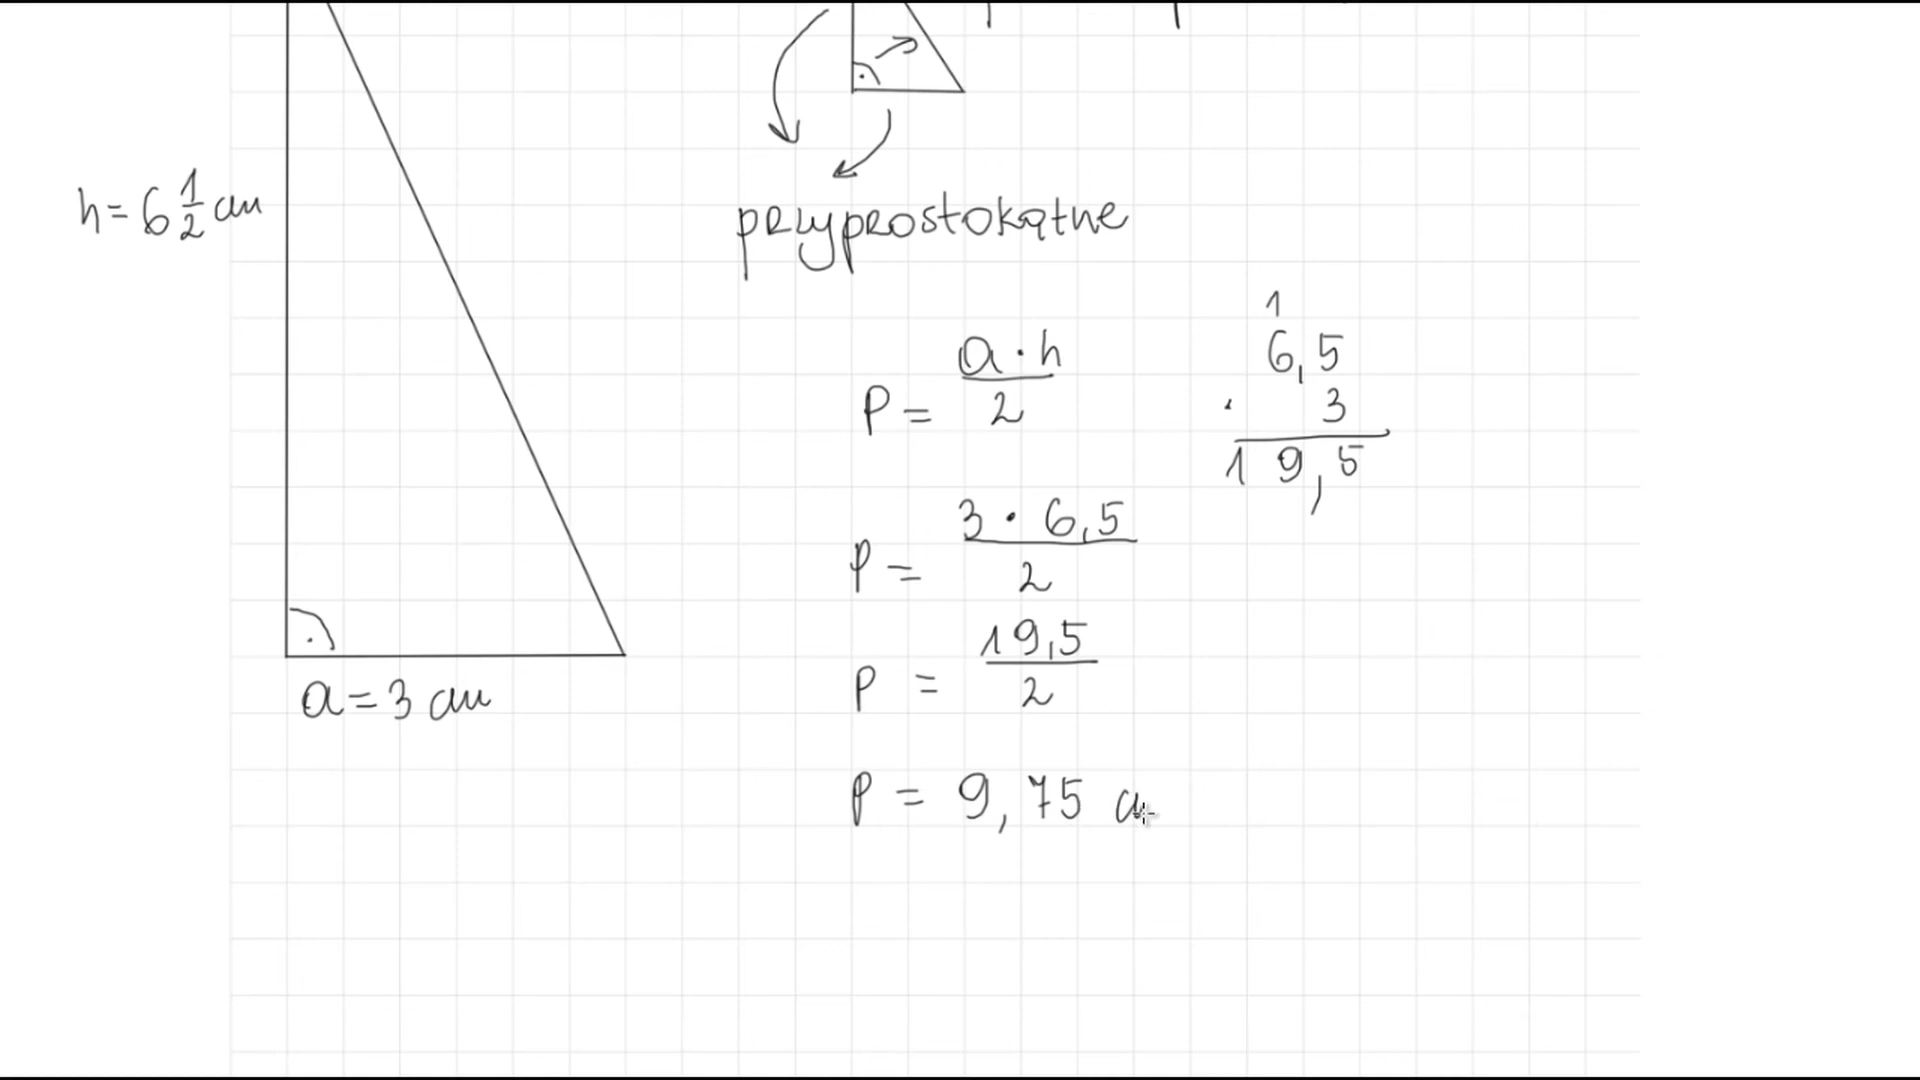 h = 6 1/2 cm
przyprostokątne
P = a · h / 2
1
6,5
· 3
19,5
P = 3 · 6,5 / 2
P = 19,5 / 2
a = 3 cm
P = 9,75 c